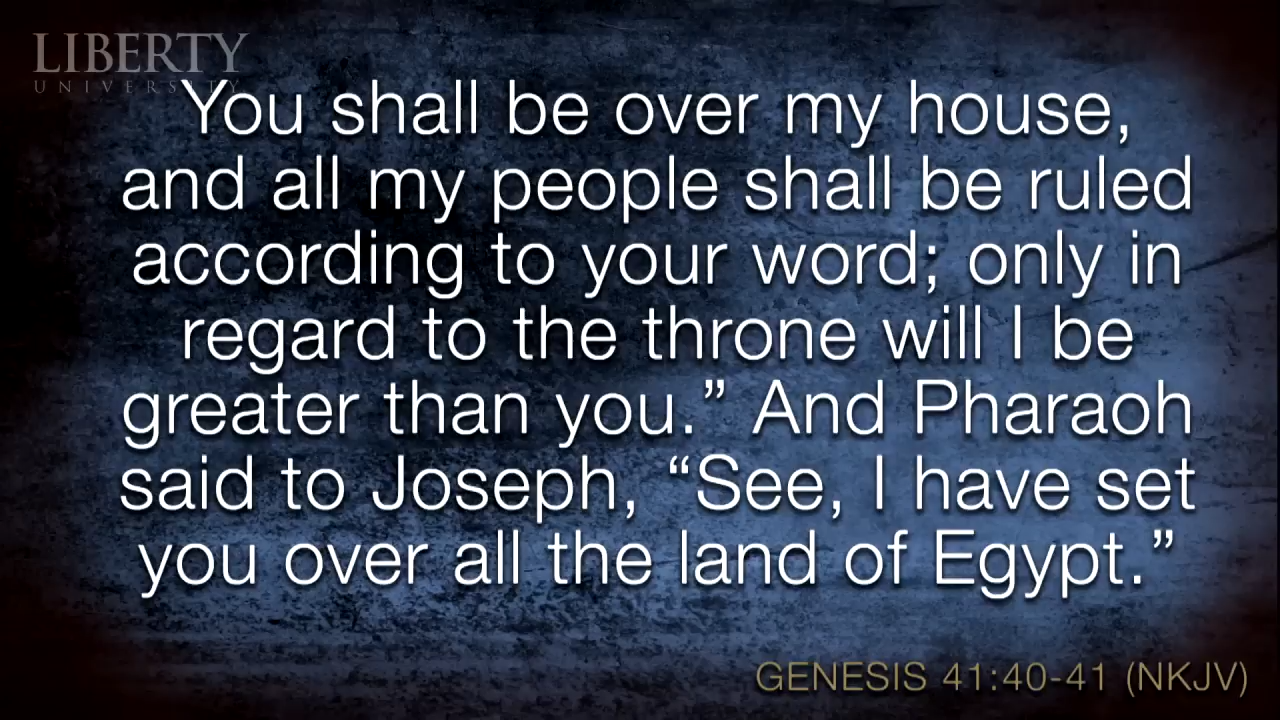 LIBERTY
UNIVERSITY
You shall be over my house,
and all my people shall be ruled
according to your word; only in
regard to the throne will I be
greater than you.” And Pharaoh
said to Joseph, “See, I have set
you over all the land of Egypt.”
GENESIS 41:40-41 (NKJV)